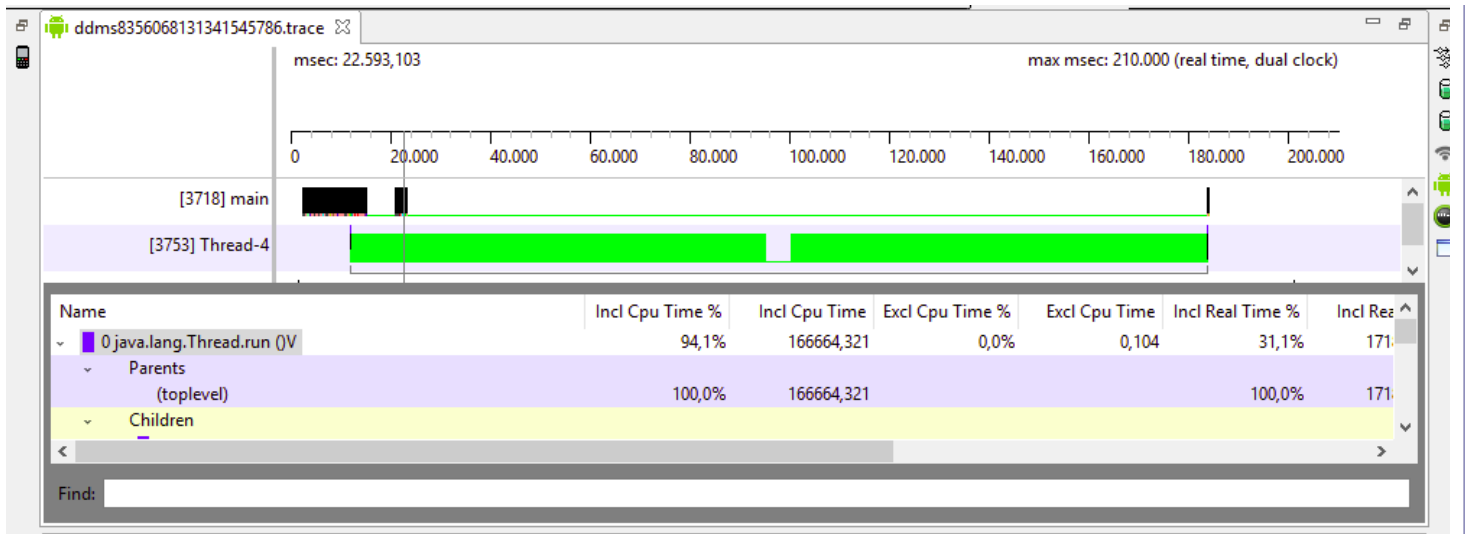 ddms8356068131341545786.trace
msec: 22.593,103 max msec: 210.000 (real time, dual clock)
0 20.000 40.000 60.000 80.000 100.000 120.000 140.000 160.000 180.000 200.000
[3718] main
[3753] Thread-4
Name Incl Cpu Time % Incl Cpu Time Excl Cpu Time % Excl Cpu Time Incl Real Time % Incl Rea
0 java.lang.Thread.run ()V 94,1% 166664,321 0,0% 0,104 31,1% 171
Parents
(toplevel) 100,0% 166664,321 100,0% 171
Children
Find: